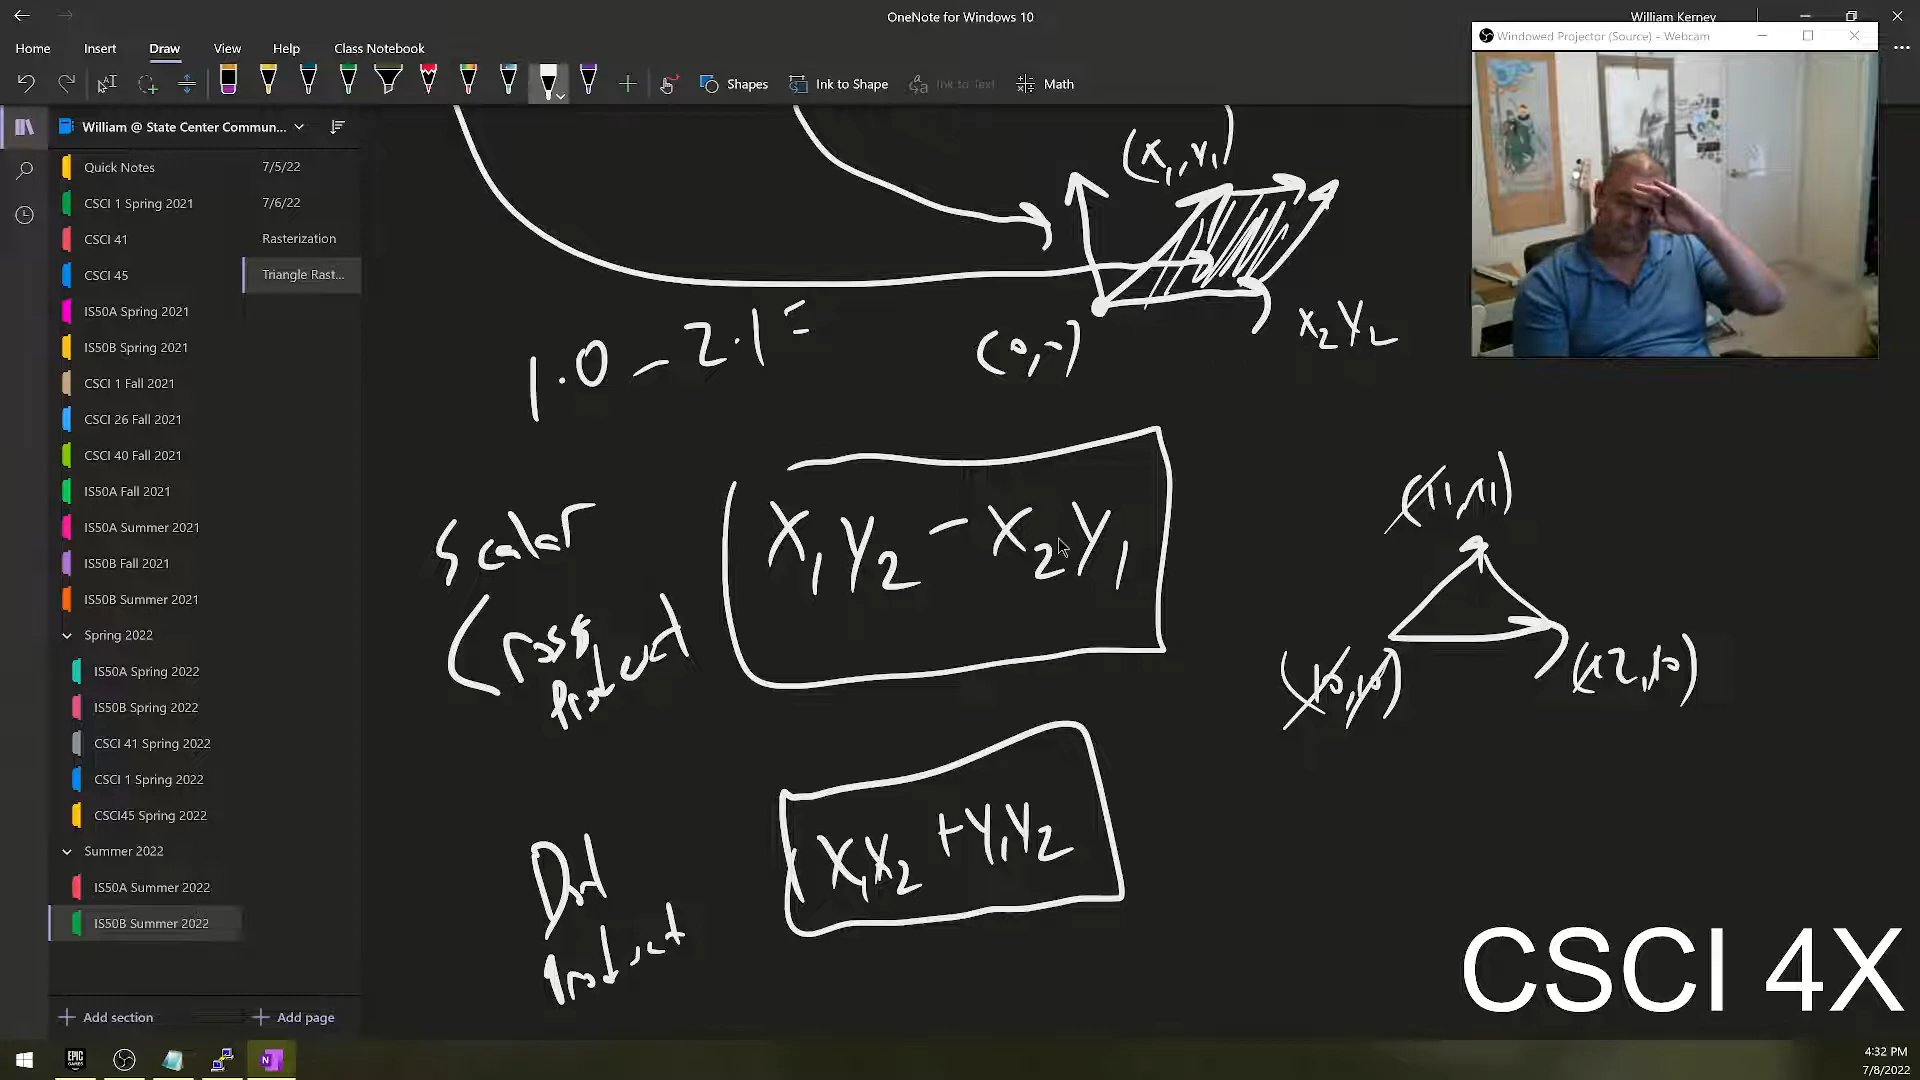 OneNote for Windows 10
William Kerney
Home Insert Draw View Help Class Notebook
Windowed Projector (Source) - Webcam
Shapes Ink to Shape Ink to Text Math
William @ State Center Commun...
Quick Notes
CSCI 1 Spring 2021
CSCI 41
CSCI 45
IS50A Spring 2021
IS50B Spring 2021
CSCI 1 Fall 2021
CSCI 26 Fall 2021
CSCI 40 Fall 2021
IS50A Fall 2021
IS50A Summer 2021
IS50B Fall 2021
IS50B Summer 2021
Spring 2022
IS50A Spring 2022
IS50B Spring 2022
CSCI 41 Spring 2022
CSCI 1 Spring 2022
CSCI45 Spring 2022
Summer 2022
IS50A Summer 2022
IS50B Summer 2022
Add section
7/5/22
7/6/22
Rasterization
Triangle Rast...
Add page
(x₁,y₁)
x₂y₂
(0,0)
1·0 - 2·1 =
Scalar
Cross
Product
x₁y₂ - x₂y₁
Dot
Product
x₁x₂ + y₁y₂
CSCI 4X
EPIC
GAMES
N
4:32 PM
7/8/2022